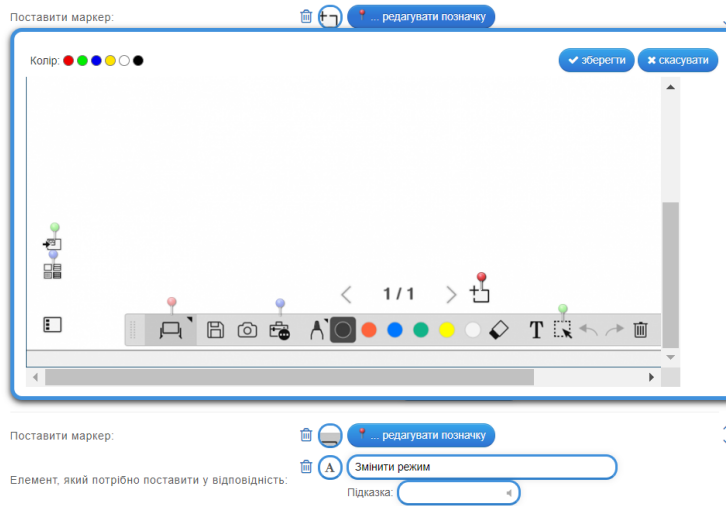 Поставити маркер:
... редагувати позначку
Колір:
зберегти
скасувати
1/1
T
Поставити маркер:
... редагувати позначку
A
Змінити режим
Елемент, який потрібно поставити у відповідність:
Підказка: